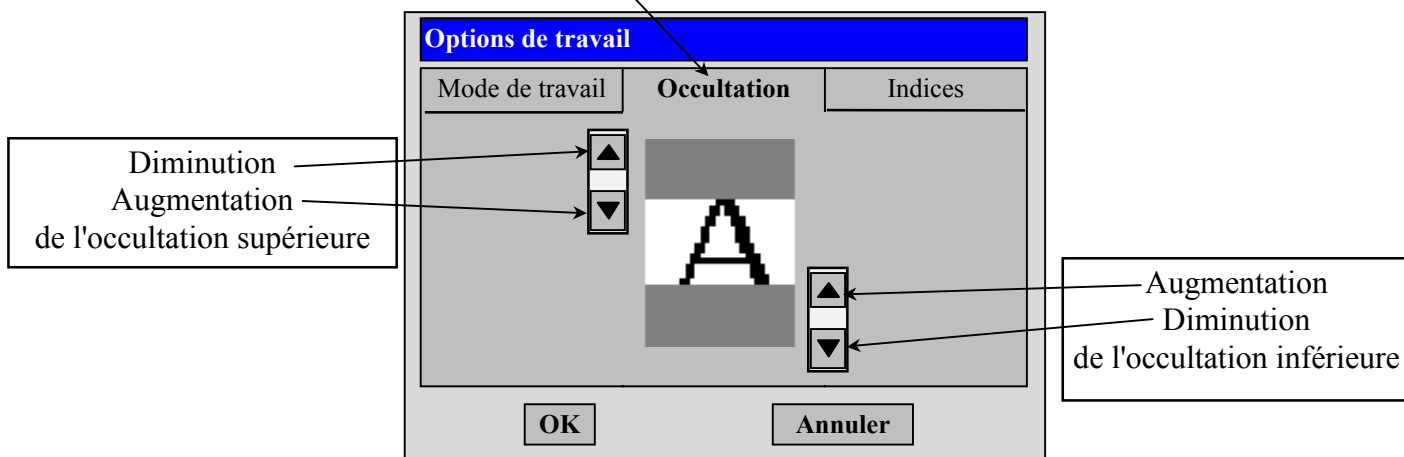 Options de travail
Mode de travail
Occultation
Indices
Diminution
Augmentation
de l'occultation supérieure
A
Augmentation
Diminution
de l'occultation inférieure
OK
Annuler